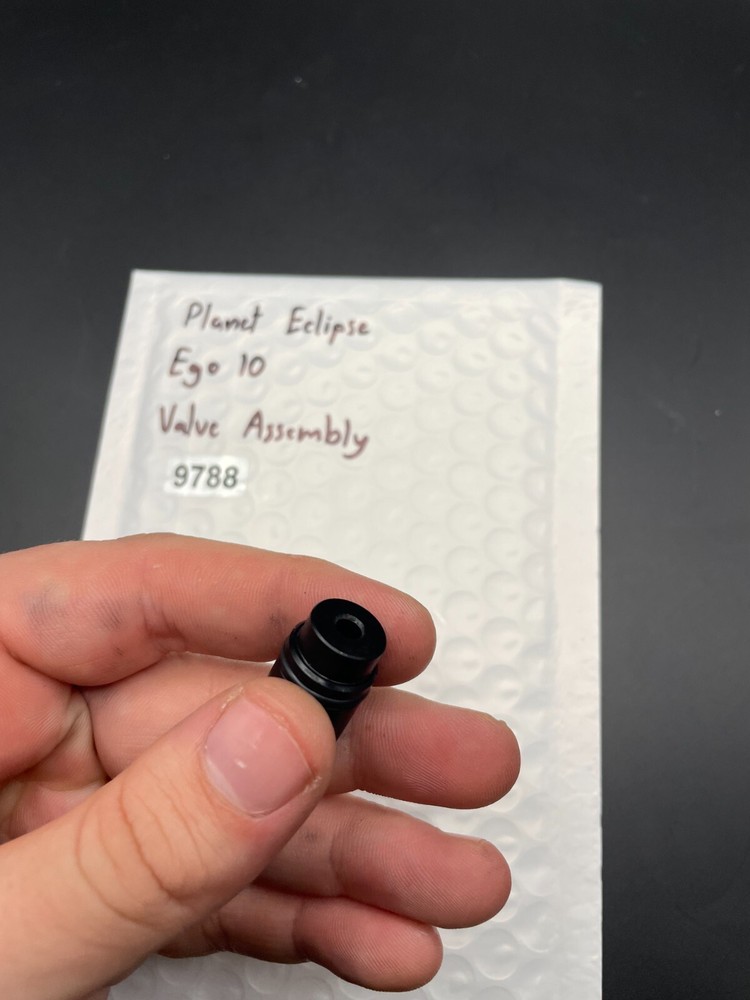 Planet Eclipse
Ego 10
Valve Assembly
9788